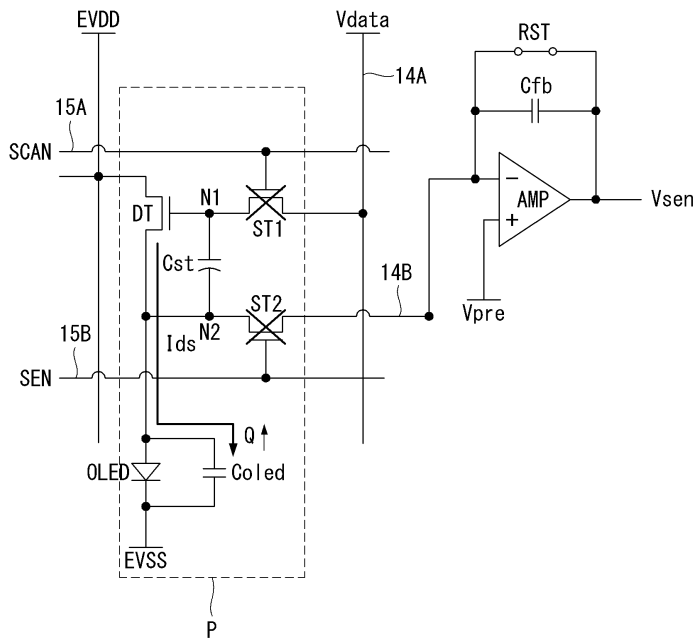 EVDD
Vdata
RST
14A
Cfb
15A
SCAN
N1
DT
ST1
AMP
−
+
Vsen
Cst
ST2
14B
Vpre
N2
Ids
15B
SEN
Q
OLED
Coled
EVSS
P